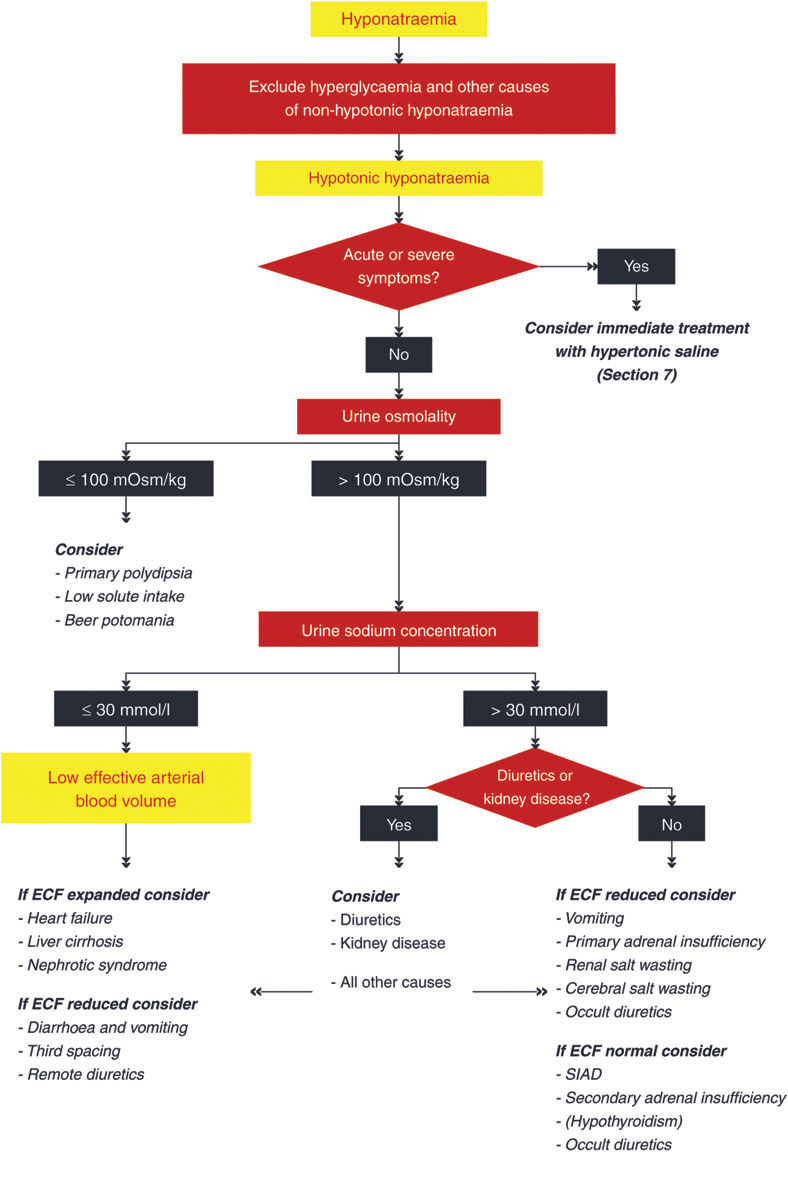 Hyponatraemia
Exclude hyperglycaemia and other causes
of non-hypotonic hyponatraemia
Hypotonic hyponatraemia
Acute or severe
symptoms?
Yes
Consider immediate treatment
with hypertonic saline
(Section 7)
No
Urine osmolality
≤ 100 mOsm/kg
> 100 mOsm/kg
Consider
- Primary polydipsia
- Low solute intake
- Beer potomania
Urine sodium concentration
≤ 30 mmol/l
> 30 mmol/l
Low effective arterial
blood volume
Diuretics or
kidney disease?
Yes
No
If ECF expanded consider
- Heart failure
- Liver cirrhosis
- Nephrotic syndrome
If ECF reduced consider
- Diarrhoea and vomiting
- Third spacing
- Remote diuretics
Consider
- Diuretics
- Kidney disease
- All other causes
If ECF reduced consider
- Vomiting
- Primary adrenal insufficiency
- Renal salt wasting
- Cerebral salt wasting
- Occult diuretics
If ECF normal consider
- SIAD
- Secondary adrenal insufficiency
- (Hypothyroidism)
- Occult diuretics